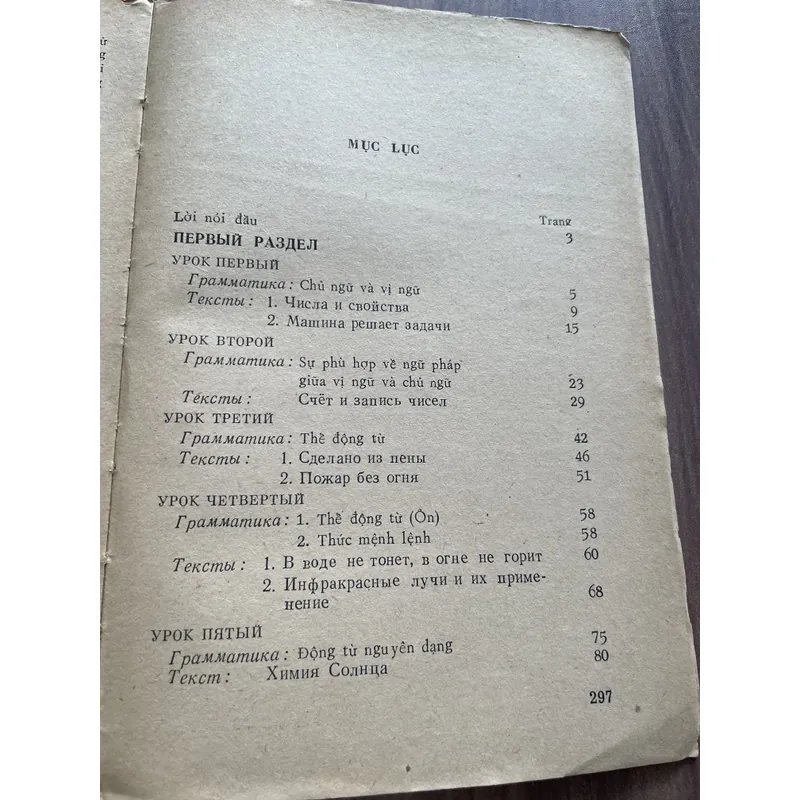 MỤC LỤC
Trang
Lời nói đầu 3
ПЕРВЫЙ РАЗДЕЛ
УРОК ПЕРВЫЙ
Грамматика: Chủ ngữ và vị ngữ 5
Тексты: 1. Числа и свойства 9
2. Машина решает задачи 15
УРОК ВТОРОЙ
Грамматика: Sự phù hợp về ngữ pháp
giữa vị ngữ và chủ ngữ 23
Тексты: Счёт и запись чисел 29
УРОК ТРЕТИЙ
Грамматика: Thể động từ 42
Тексты: 1. Сделано из пены 46
2. Пожар без огня 51
УРОК ЧЕТВЕРТЫЙ
Грамматика: 1. Thể động từ (Ôn) 58
2. Thức mệnh lệnh 58
Тексты: 1. В воде не тонет, в огне не горит 60
2. Инфракрасные лучи и их приме-
нение 68
УРОК ПЯТЫЙ
Грамматика: Động từ nguyên dạng 75
Текст: Химия Солнца 80
297